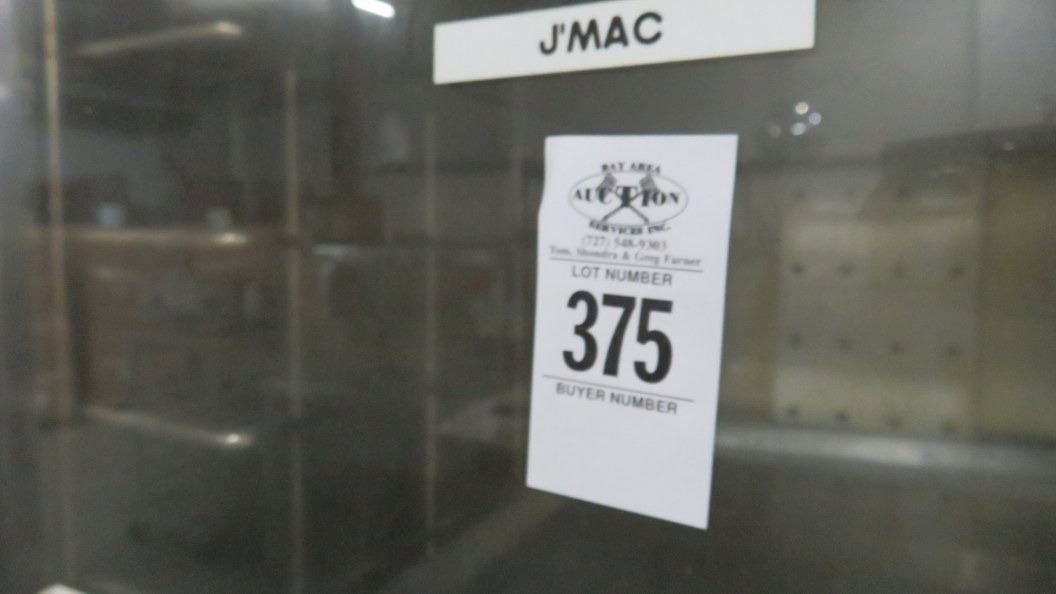 J'MAC
BAY AREA
AUCTION
SERVICES INC.
(727) 548-9303
Tom, Shondra & Greg Farner
LOT NUMBER
375
BUYER NUMBER